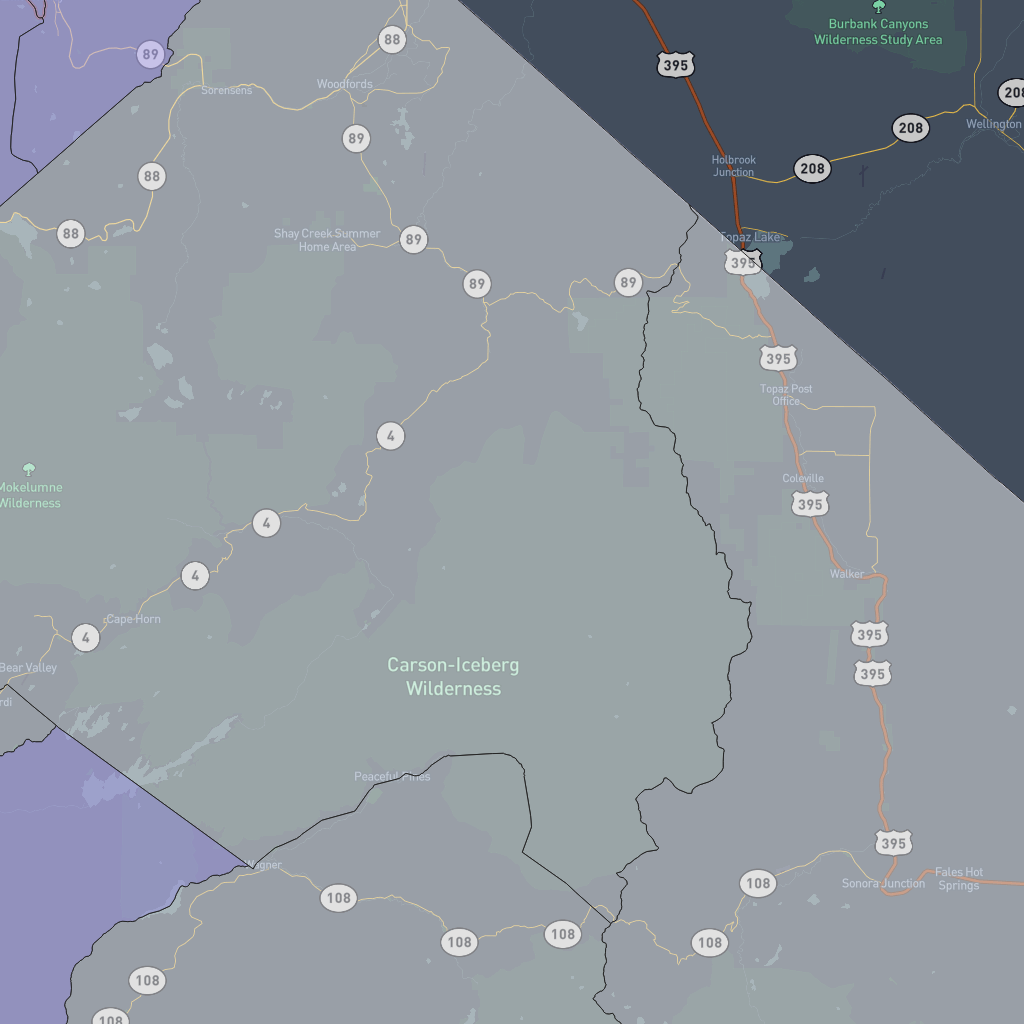 Burbank Canyons
Wilderness Study Area
88
89
395
Woodfords
Sorensens
208
208
Wellington
89
208
Holbrook
Junction
88
88
Shay Creek Summer
Home Area
89
Topaz Lake
395
89
89
395
Topaz Post
Office
4
Mokelumne
Wilderness
Coleville
395
4
4
Walker
Cape Horn
4
395
Bear Valley
Carson-Iceberg
Wilderness
395
rdi
Peaceful Pines
395
Wagner
108
108
Sonora Junction
Fales Hot
Springs
108
108
108
108
108